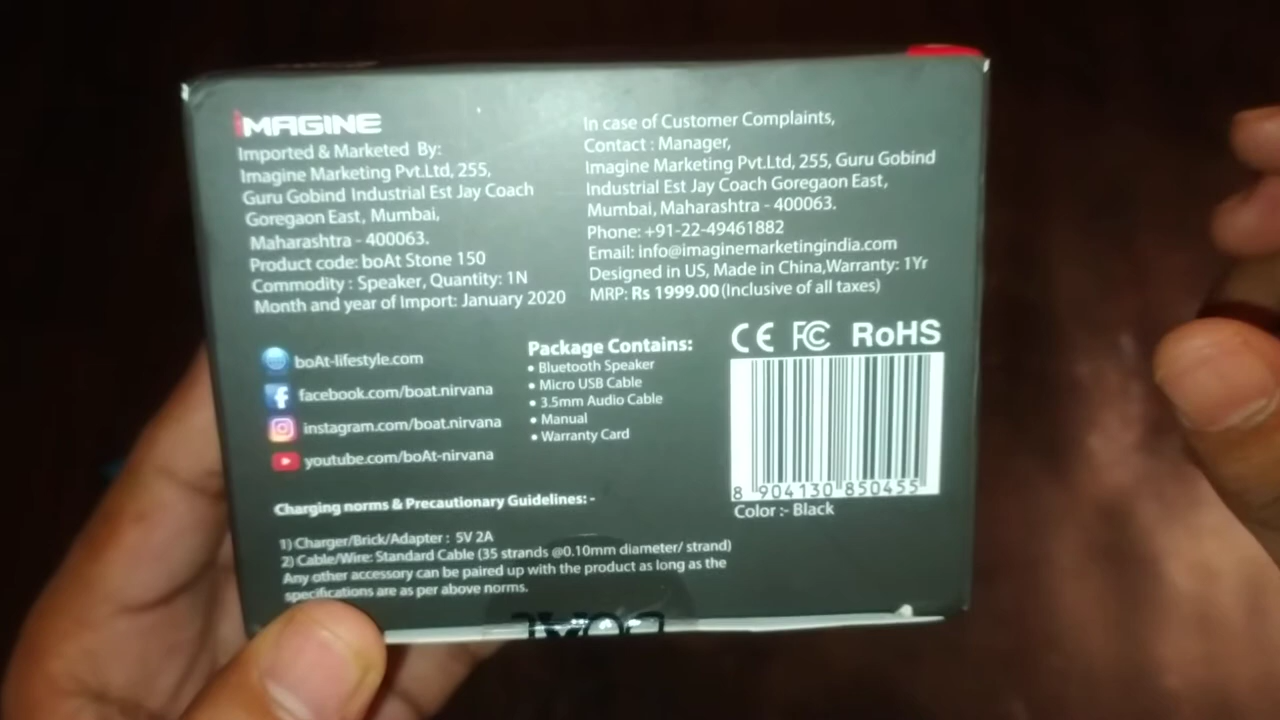 iMAGINE
Imported & Marketed By:
Imagine Marketing Pvt.Ltd, 255,
Guru Gobind Industrial Est Jay Coach
Goregaon East, Mumbai,
Maharashtra - 400063.
Product code: boAt Stone 150
Commodity : Speaker, Quantity: 1N
Month and year of Import: January 2020
In case of Customer Complaints,
Contact : Manager,
Imagine Marketing Pvt.Ltd, 255, Guru Gobind
Industrial Est Jay Coach Goregaon East,
Mumbai, Maharashtra - 400063.
Phone: +91-22-49461882
Email: info@imaginemarketingindia.com
Designed in US, Made in China,Warranty: 1Yr
MRP: Rs 1999.00 (Inclusive of all taxes)
boAt-lifestyle.com
facebook.com/boat.nirvana
instagram.com/boat.nirvana
youtube.com/boAt-nirvana
Package Contains:
• Bluetooth Speaker
• Micro USB Cable
• 3.5mm Audio Cable
• Manual
• Warranty Card
CE FC RoHS
8 904130 850455
Color :- Black
Charging norms & Precautionary Guidelines: -
1) Charger/Brick/Adapter : 5V 2A
2) Cable/Wire: Standard Cable (35 strands @0.10mm diameter/ strand)
Any other accessory can be paired up with the product as long as the
specifications are as per above norms.